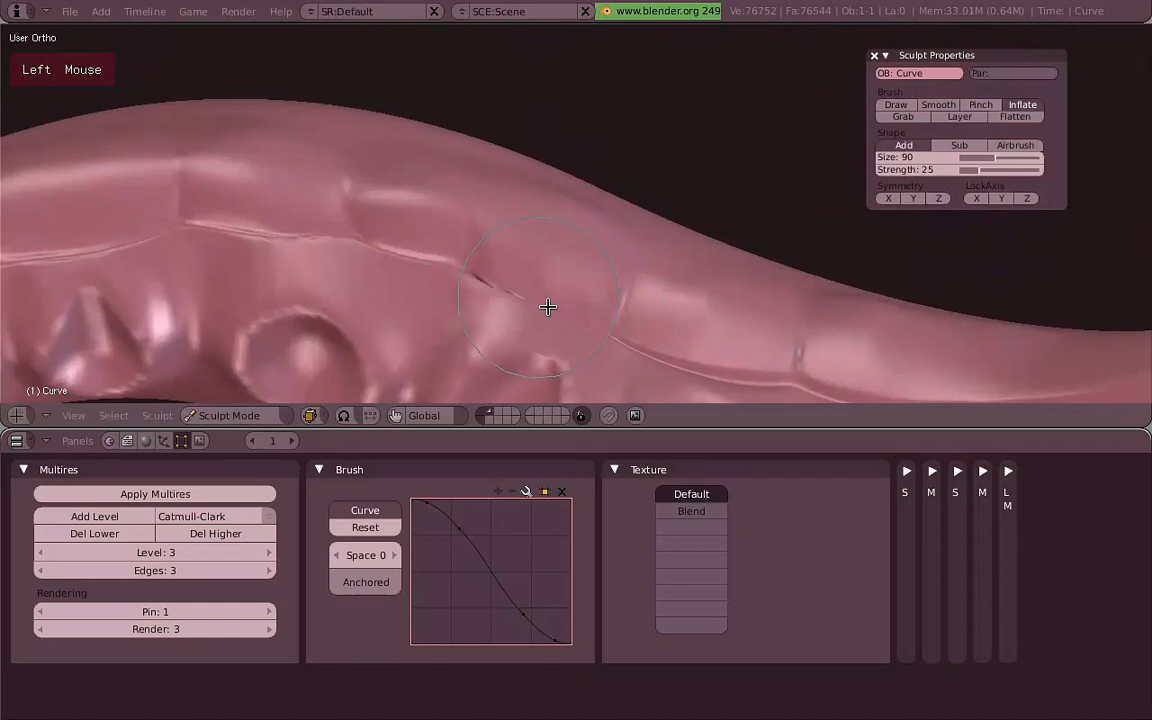 File Add Timeline Game Render Help SR:Default SCE:Scene www.blender.org 249 Ve:76752 | Fa:76544 | Ob:1-1 | La:0 | Mem:33.01M (0.64M) | Time: | Curve
User Ortho
Left Mouse
Sculpt Properties
OB: Curve Par:
Brush
Draw Smooth Pinch Inflate
Grab Layer Flatten
Shape
Add Sub Airbrush
Size: 90
Strength: 25
Symmetry LockAxis
X Y Z X Y Z
(1) Curve
View Select Sculpt Sculpt Mode Global
Panels 1
Multires Brush Texture
Apply Multires
Add Level Catmull-Clark
Del Lower Del Higher
Level: 3
Edges: 3
Rendering
Pin: 1
Render: 3
Curve
Reset
Space 0
Anchored
Default
Blend
S M S M L
M